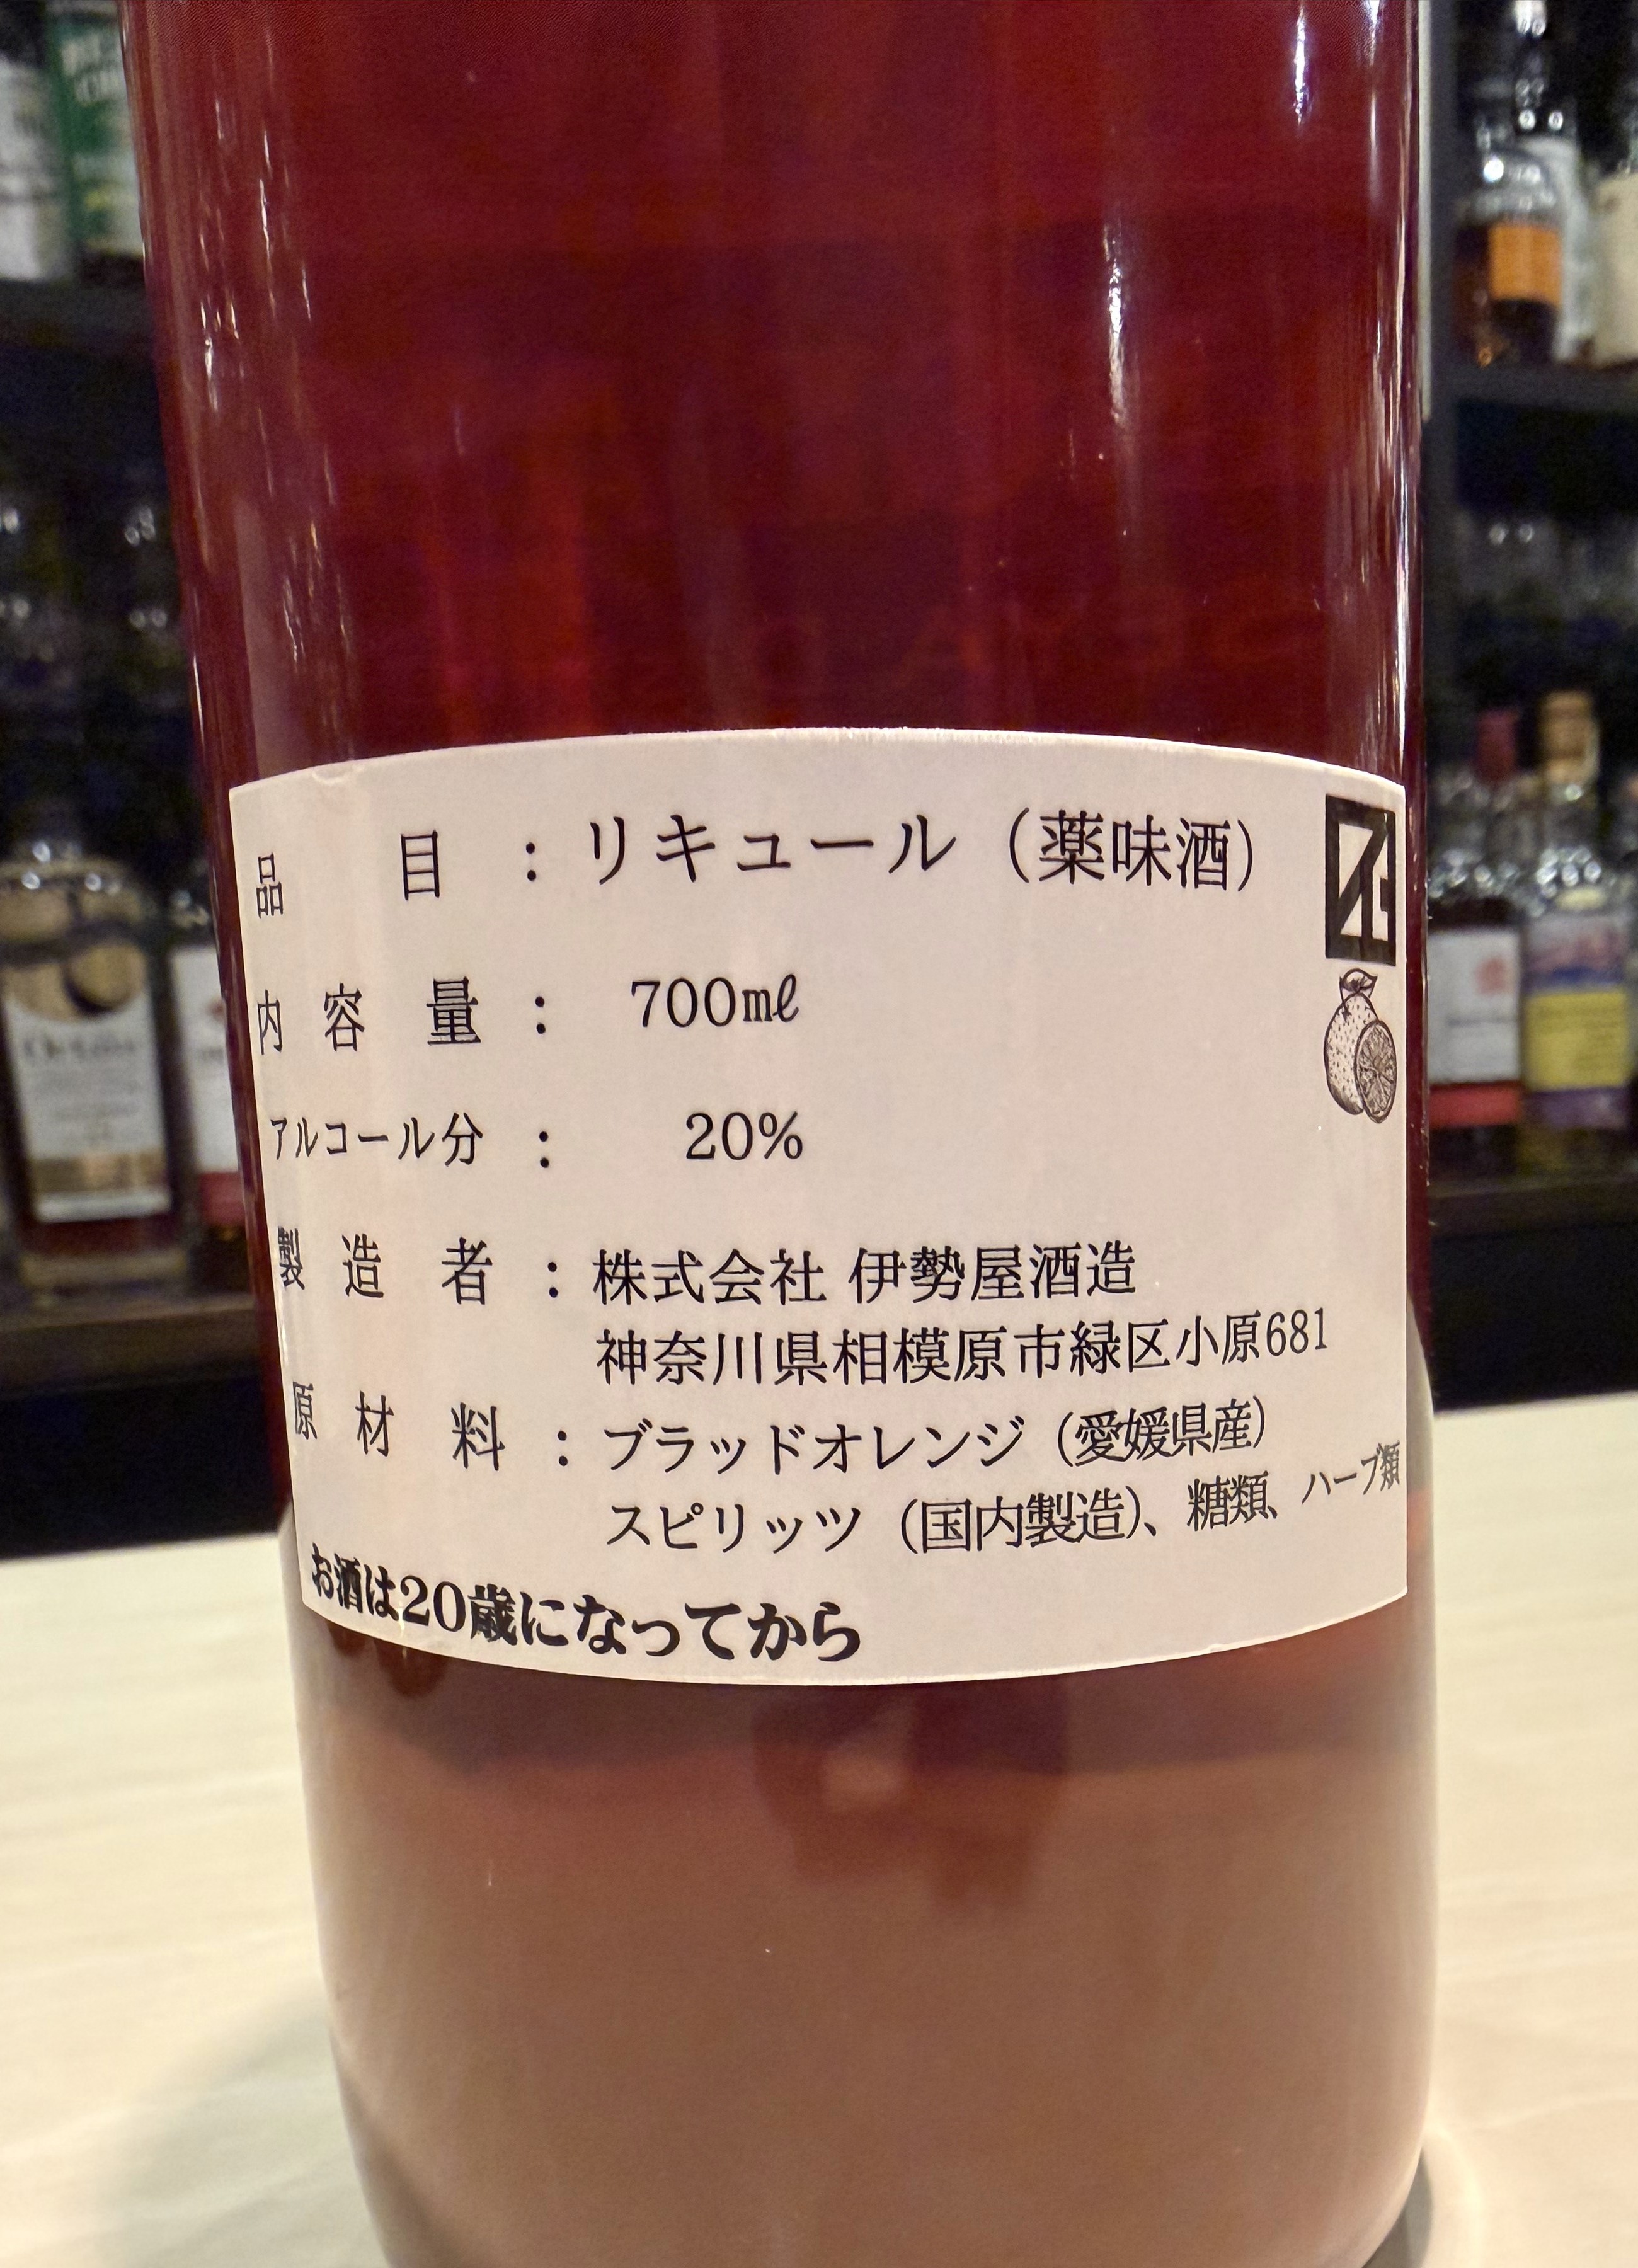 品目：リキュール（薬味酒）
内容量：700mℓ
アルコール分：20%
製造者：株式会社 伊勢屋酒造
神奈川県相模原市緑区小原681
原材料：ブラッドオレンジ（愛媛県産）
スピリッツ（国内製造）、糖類、ハーブ類
お酒は20歳になってから